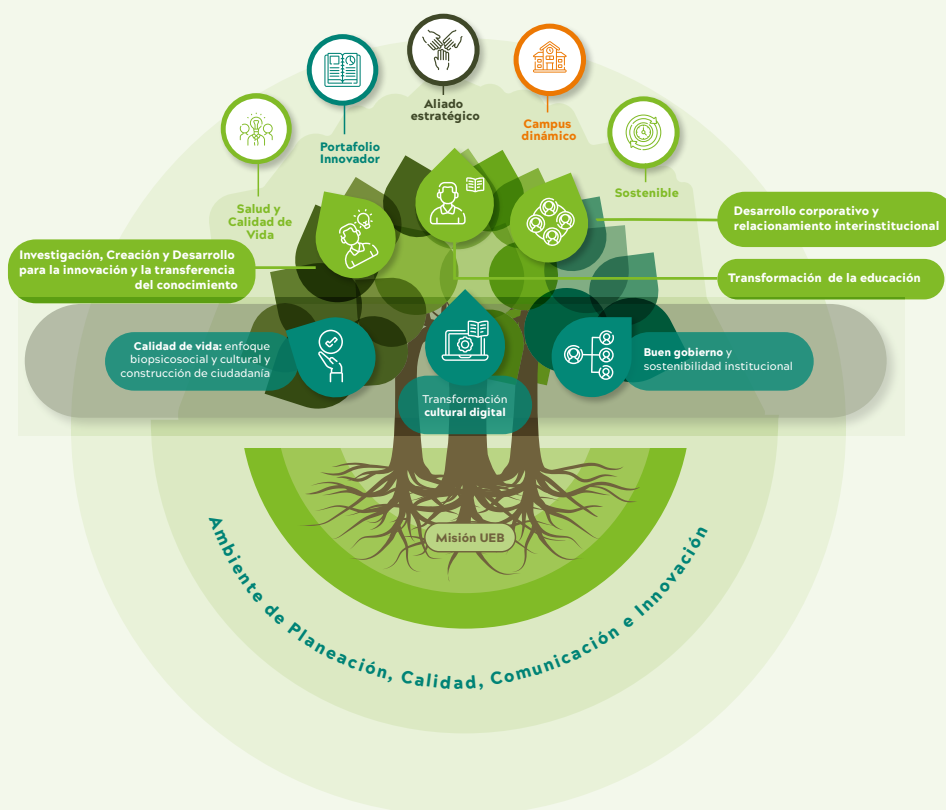 Aliado
estratégico
Campus
dinámico
Portafolio
Innovador
Sostenible
Salud y
Calidad de
Vida
Desarrollo corporativo y
relacionamiento interinstitucional
Investigación, Creación y Desarrollo
para la innovación y la transferencia
del conocimiento
Transformación de la educación
Calidad de vida: enfoque
biopsicosocial y cultural y
construcción de ciudadanía
Buen gobierno y
sostenibilidad institucional
Transformación
cultural digital
Misión UEB
Ambiente de Planeación, Calidad, Comunicación e Innovación